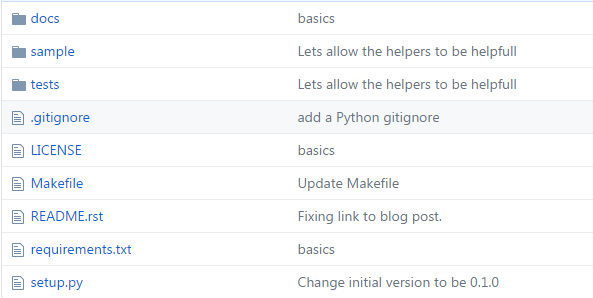 docs basics
sample Lets allow the helpers to be helpfull
tests Lets allow the helpers to be helpfull
.gitignore add a Python gitignore
LICENSE basics
Makefile Update Makefile
README.rst Fixing link to blog post.
requirements.txt basics
setup.py Change initial version to be 0.1.0